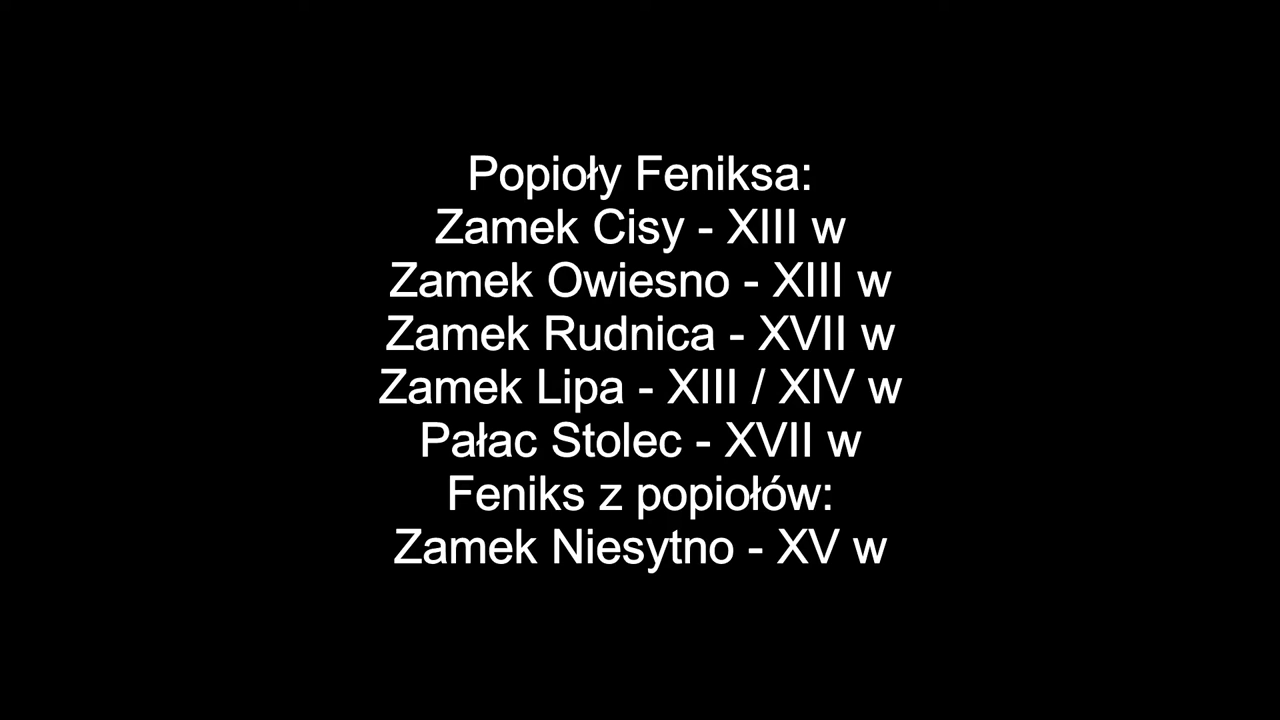 Popioły Feniksa:
Zamek Cisy - XIII w
Zamek Owiesno - XIII w
Zamek Rudnica - XVII w
Zamek Lipa - XIII / XIV w
Pałac Stolec - XVII w
Feniks z popiołów:
Zamek Niesytno - XV w